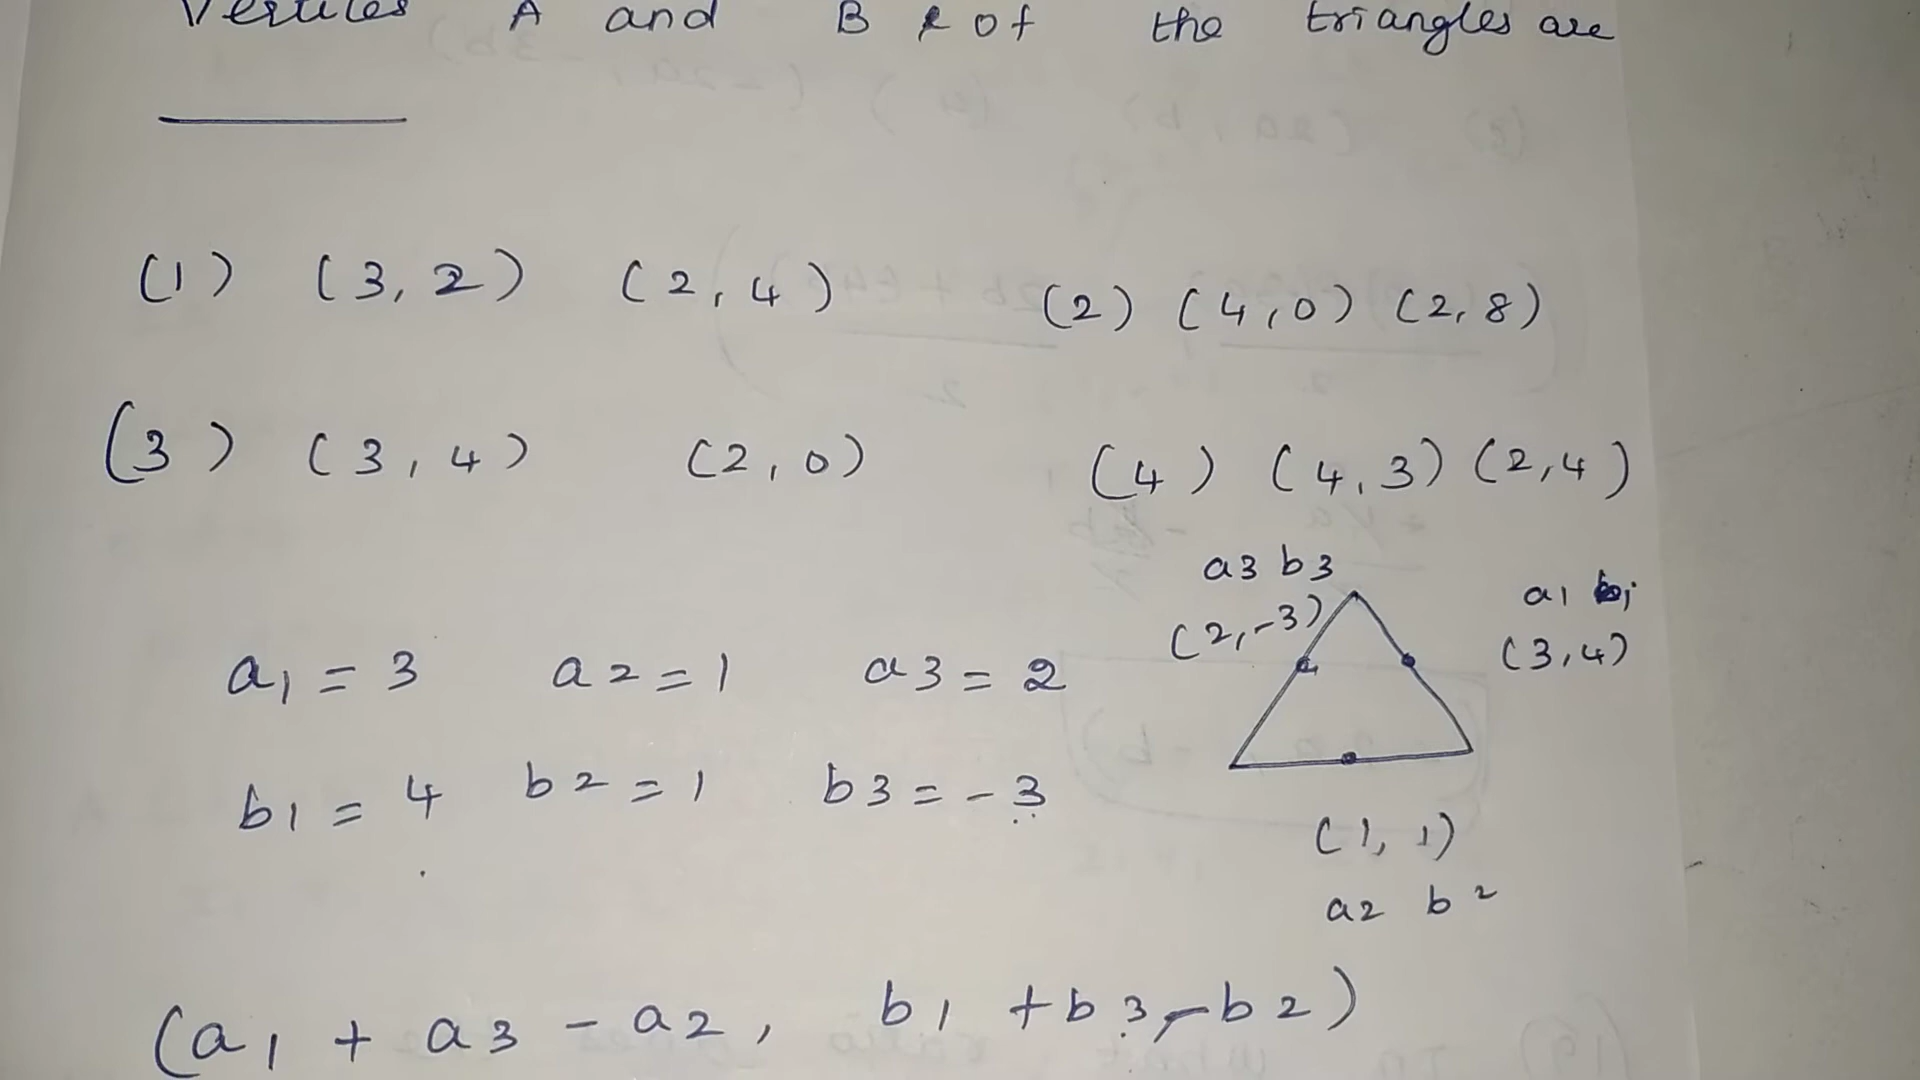 Vertices A and B of the triangles are
(1) (3,2) (2,4) (2) (4,0) (2,8)
(3) (3,4) (2,0) (4) (4,3) (2,4)
a3 b3
(2,-3)
a1 b1
(3,4)
a1 = 3 a2 = 1 a3 = 2
b1 = 4 b2 = 1 b3 = -3
(1, 1)
a2 b2
(a1 + a3 - a2, b1 + b3 - b2)